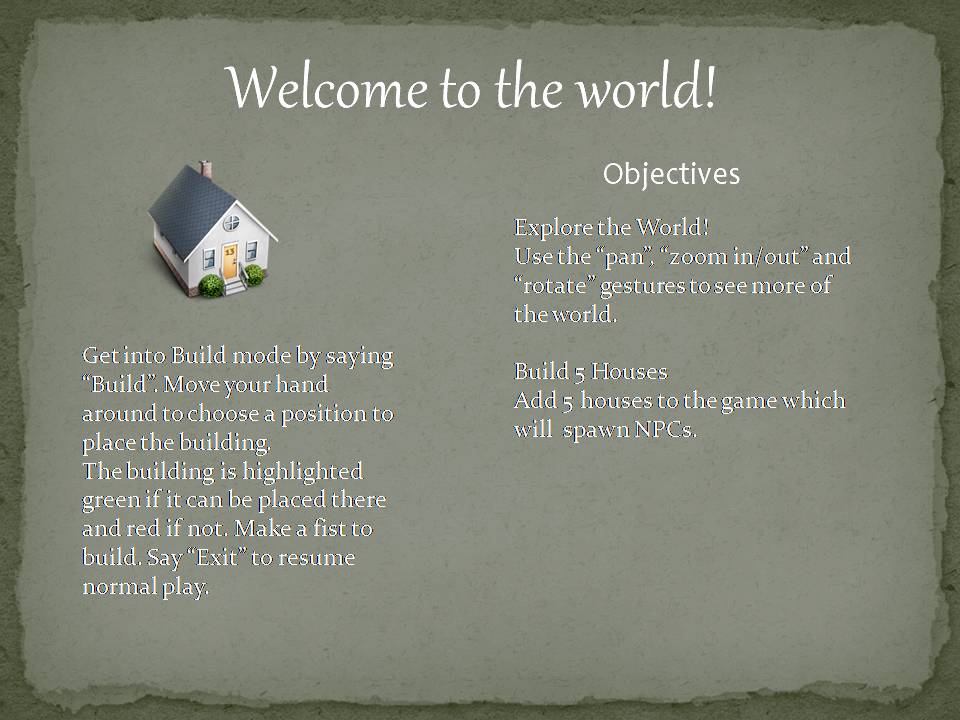 Welcome to the world!
13
Get into Build mode by saying
“Build”. Move your hand
around to choose a position to
place the building.
The building is highlighted
green if it can be placed there
and red if not. Make a fist to
build. Say “Exit” to resume
normal play.
Objectives
Explore the World!
Use the “pan”, “zoom in/out” and
“rotate” gestures to see more of
the world.
Build 5 Houses
Add 5 houses to the game which
will  spawn NPCs.